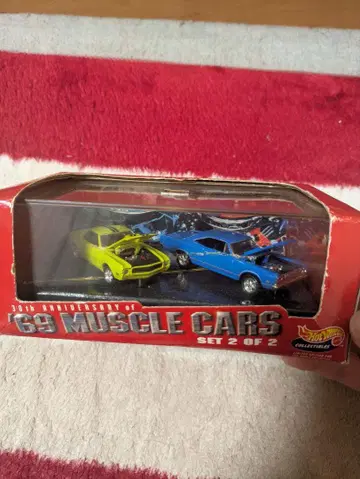 30th ANNIVERSARY of
'69 MUSCLE CARS
SET 2 OF 2
Hot Wheels
COLLECTIBLES